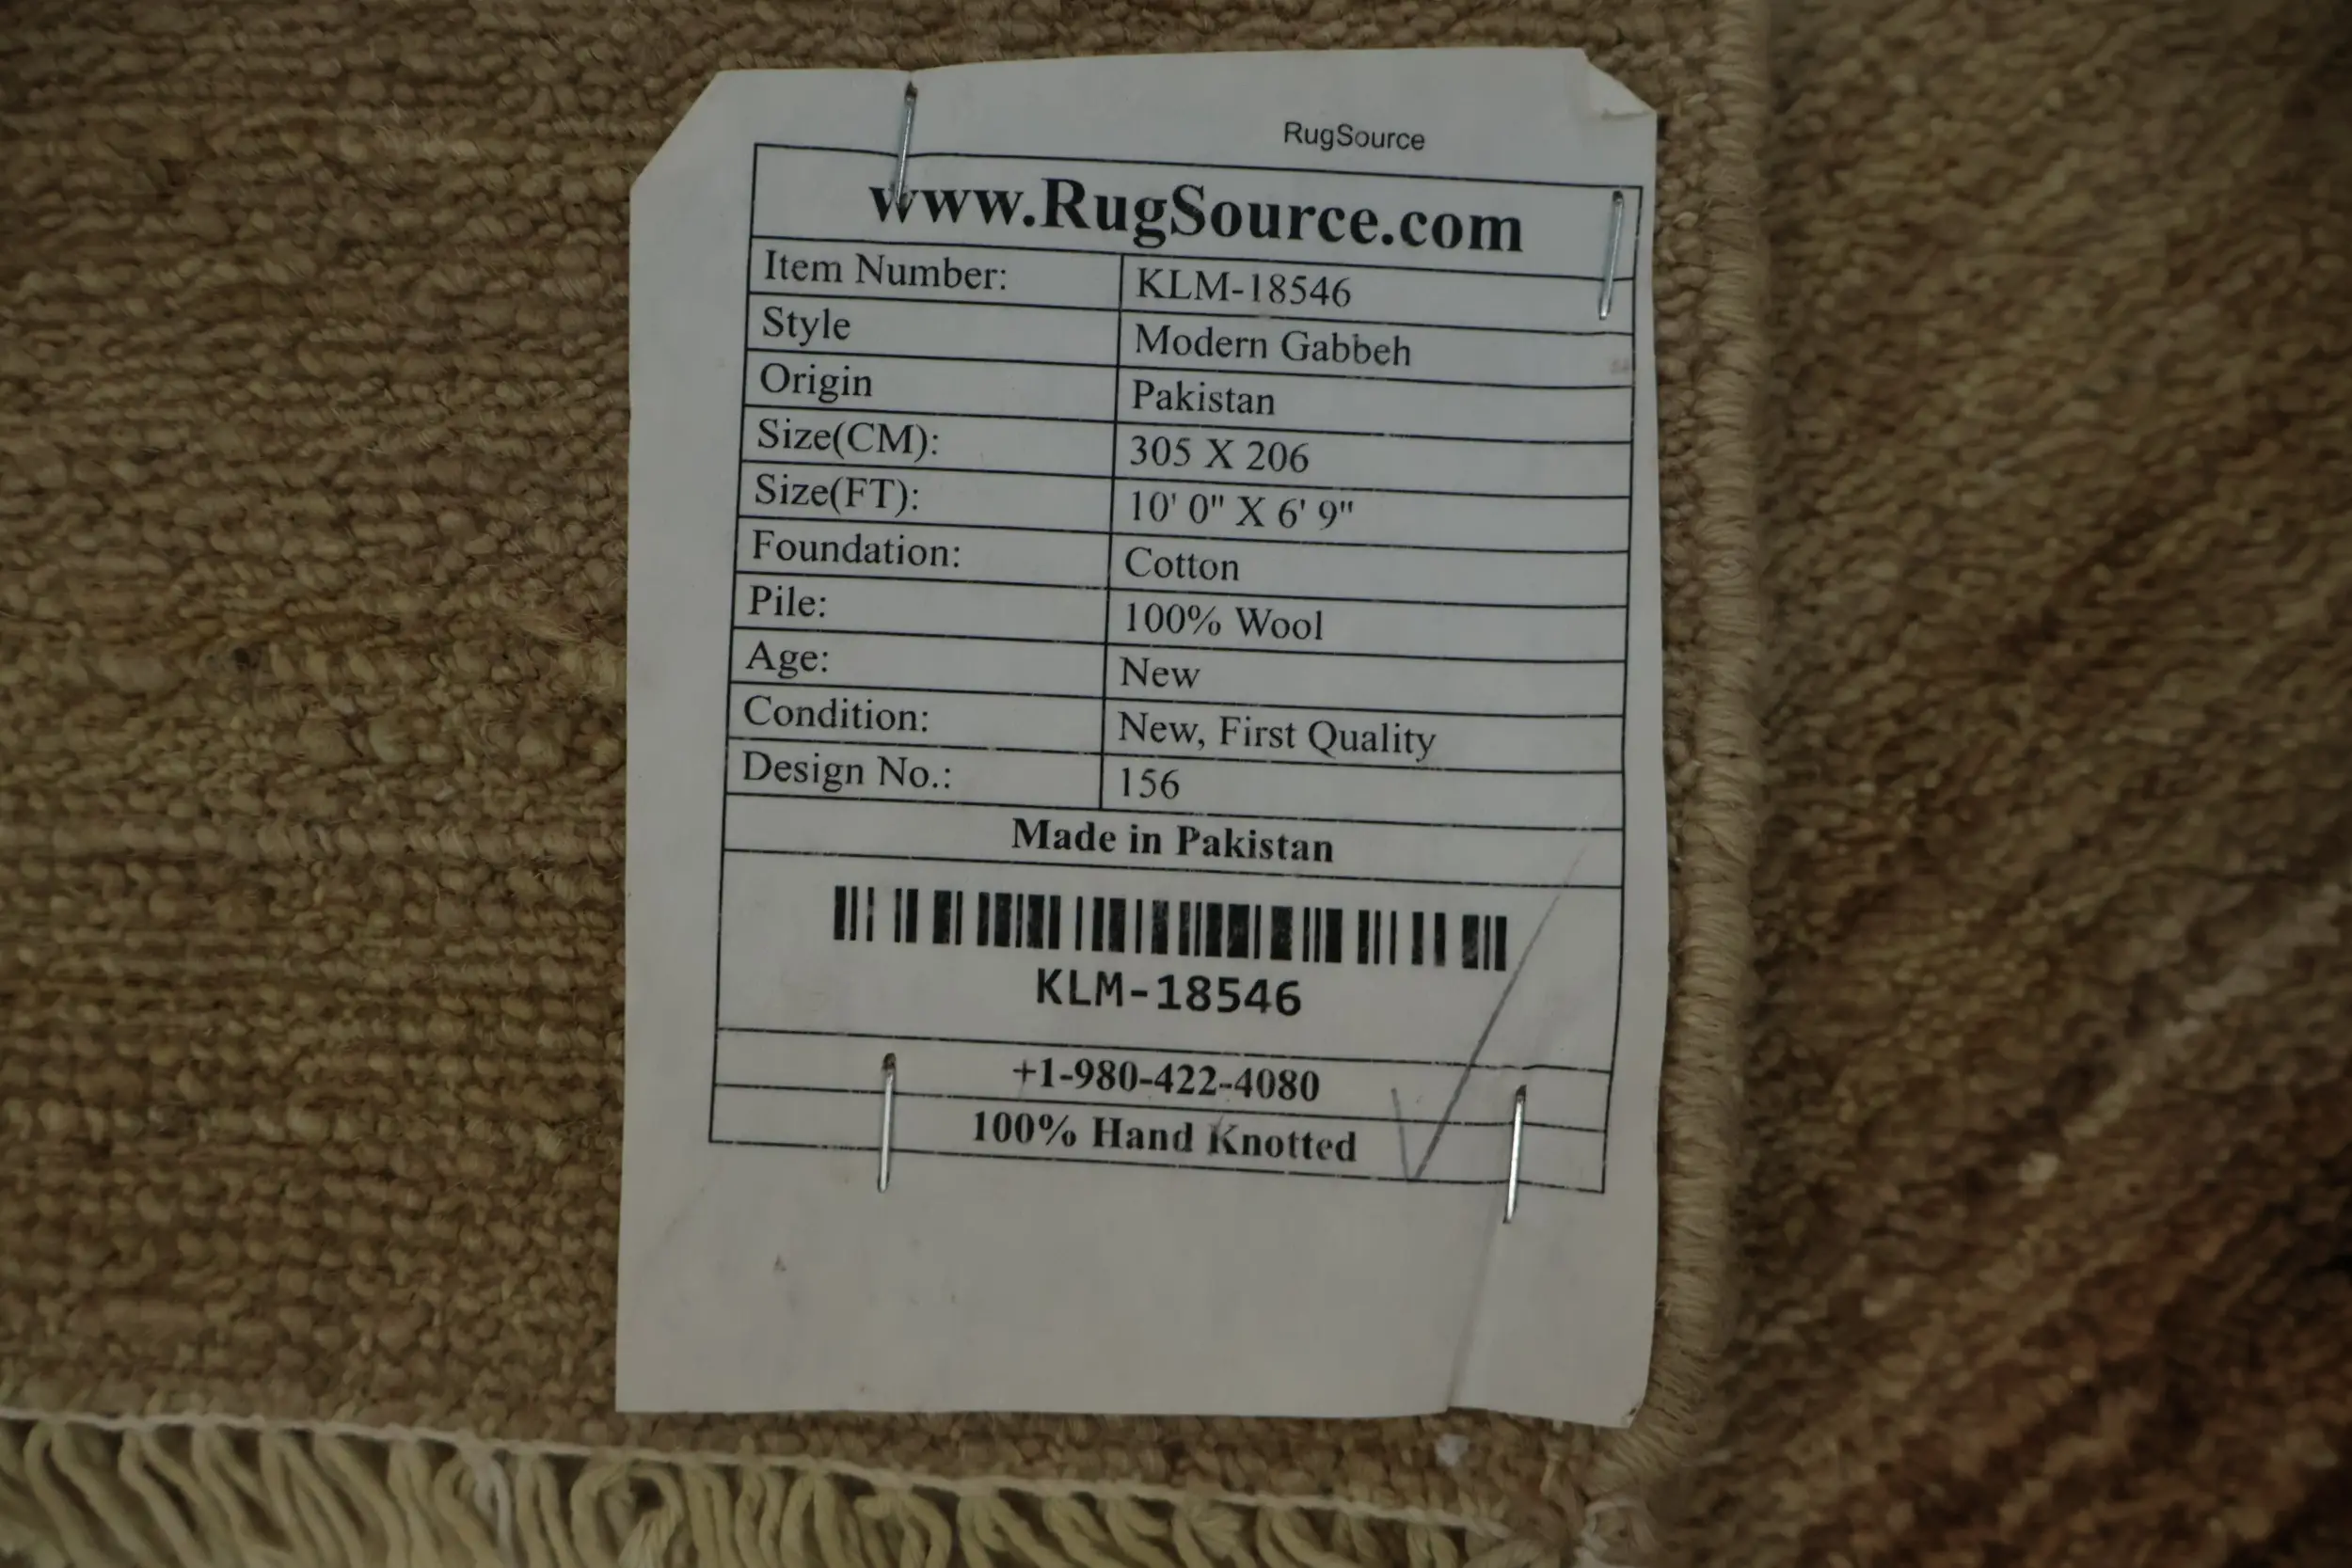 RugSource
www.RugSource.com
Item Number: KLM-18546
Style Modern Gabbeh
Origin Pakistan
Size(CM): 305 X 206
Size(FT): 10' 0" X 6' 9"
Foundation: Cotton
Pile: 100% Wool
Age: New
Condition: New, First Quality
Design No.: 156
Made in Pakistan
KLM-18546
+1-980-422-4080
100% Hand Knotted